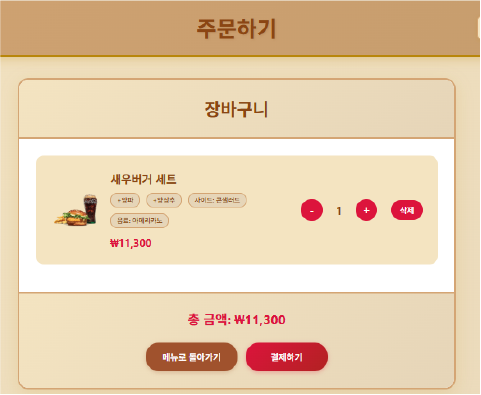 주문하기
장바구니
새우버거 세트
+양파 +양상추 사이드: 콘샐러드
음료: 아메리카노
₩11,300
- 1 + 삭제
총 금액: ₩11,300
메뉴로 돌아가기 결제하기